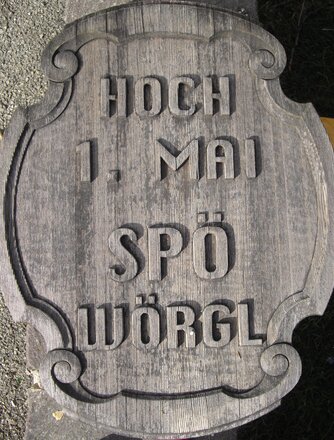 HOCH
1. MAI
SPÖ
WÖRGL